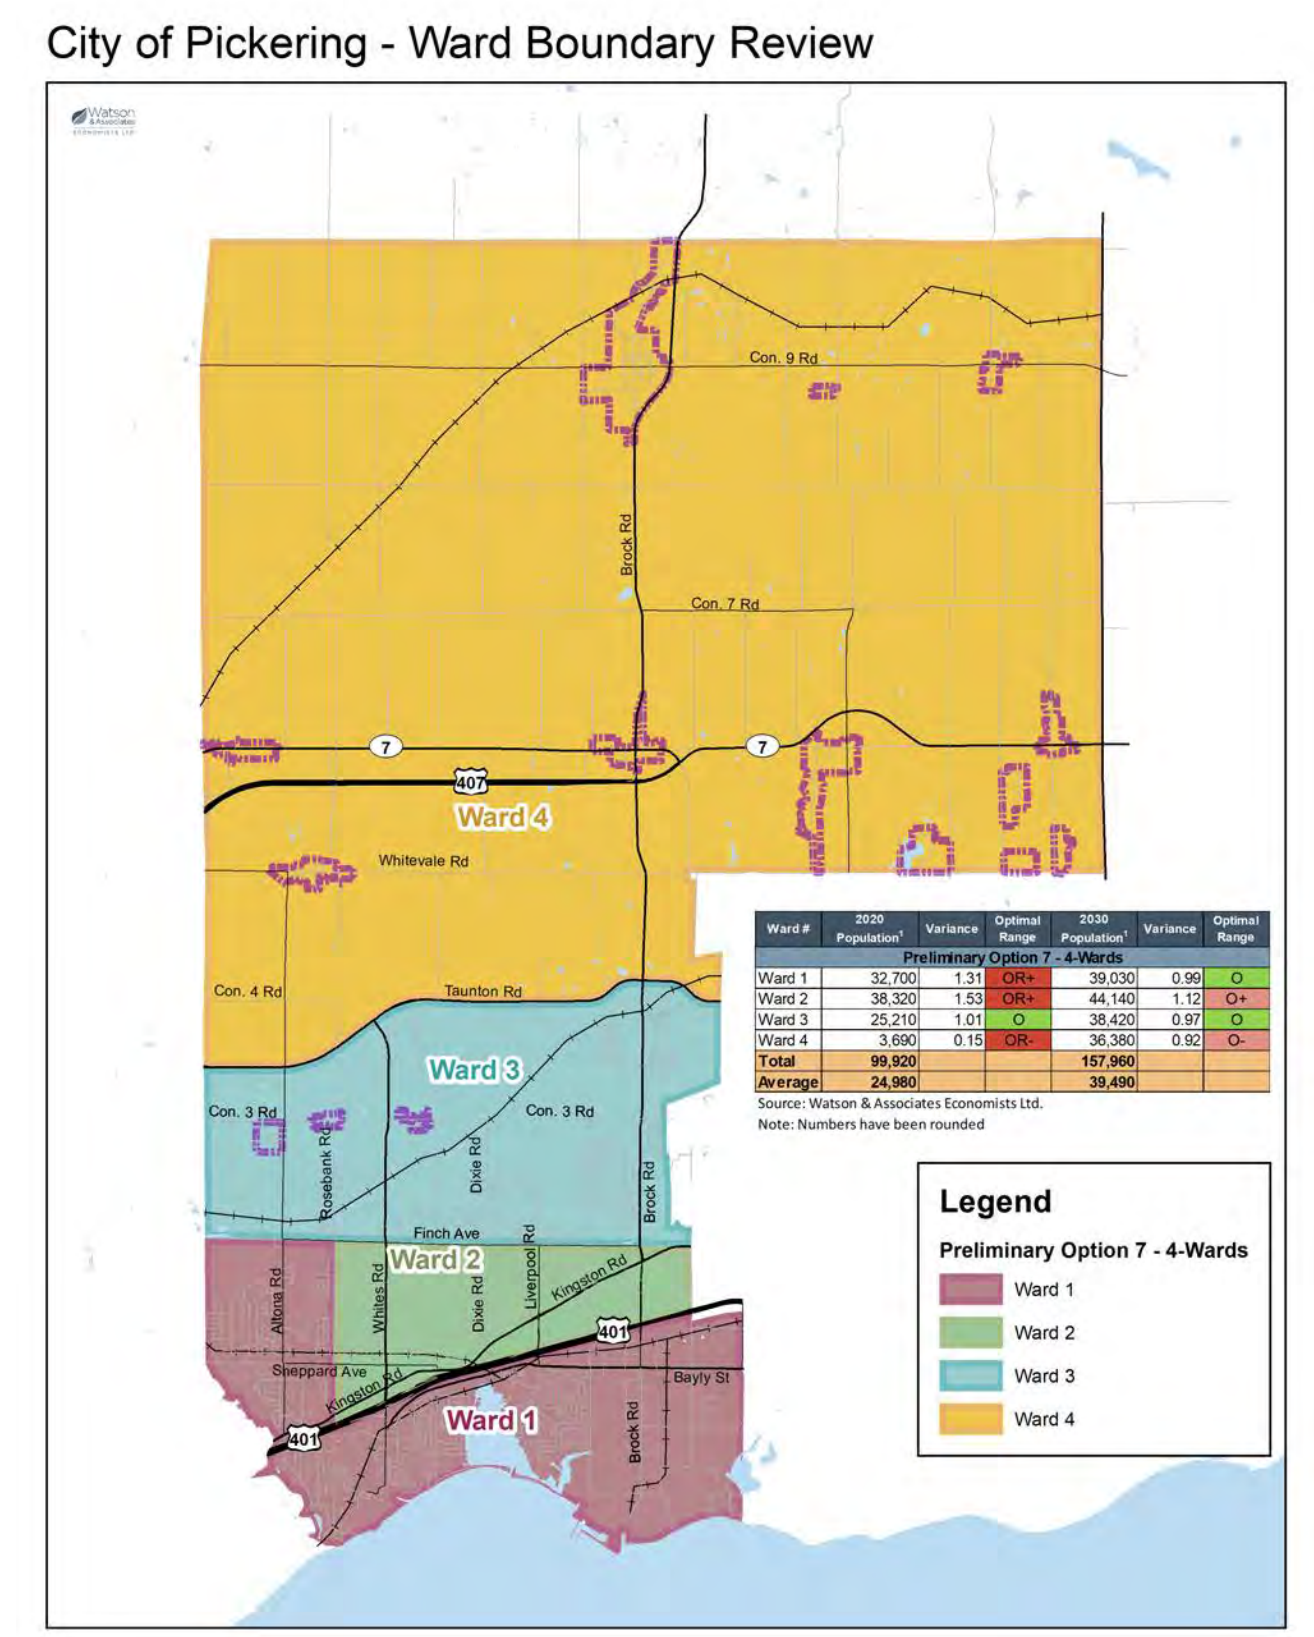 City of Pickering - Ward Boundary Review
Watson
& Associates
ECONOMISTS LTD
Con. 9 Rd
Brock Rd
Con. 7 Rd
7
7
407
Ward 4
Whitevale Rd
Con. 4 Rd
Taunton Rd
Ward 3
Con. 3 Rd
Con. 3 Rd
Rosebank Rd
Dixie Rd
Brock Rd
Finch Ave
Ward 2
Altona Rd
Whites Rd
Dixie Rd
Liverpool Rd
Kingston Rd
401
Sheppard Ave
Kingston Rd
Bayly St
Ward 1
401
Brock Rd
Ward # 2020 Population¹ Variance Optimal Range 2030 Population¹ Variance Optimal Range
Preliminary Option 7 - 4-Wards
Ward 1 32,700 1.31 OR+ 39,030 0.99 O
Ward 2 38,320 1.53 OR+ 44,140 1.12 O+
Ward 3 25,210 1.01 O 38,420 0.97 O
Ward 4 3,690 0.15 OR- 36,380 0.92 O-
Total 99,920 157,960
Average 24,980 39,490
Source: Watson & Associates Economists Ltd.
Note: Numbers have been rounded
Legend
Preliminary Option 7 - 4-Wards
Ward 1
Ward 2
Ward 3
Ward 4